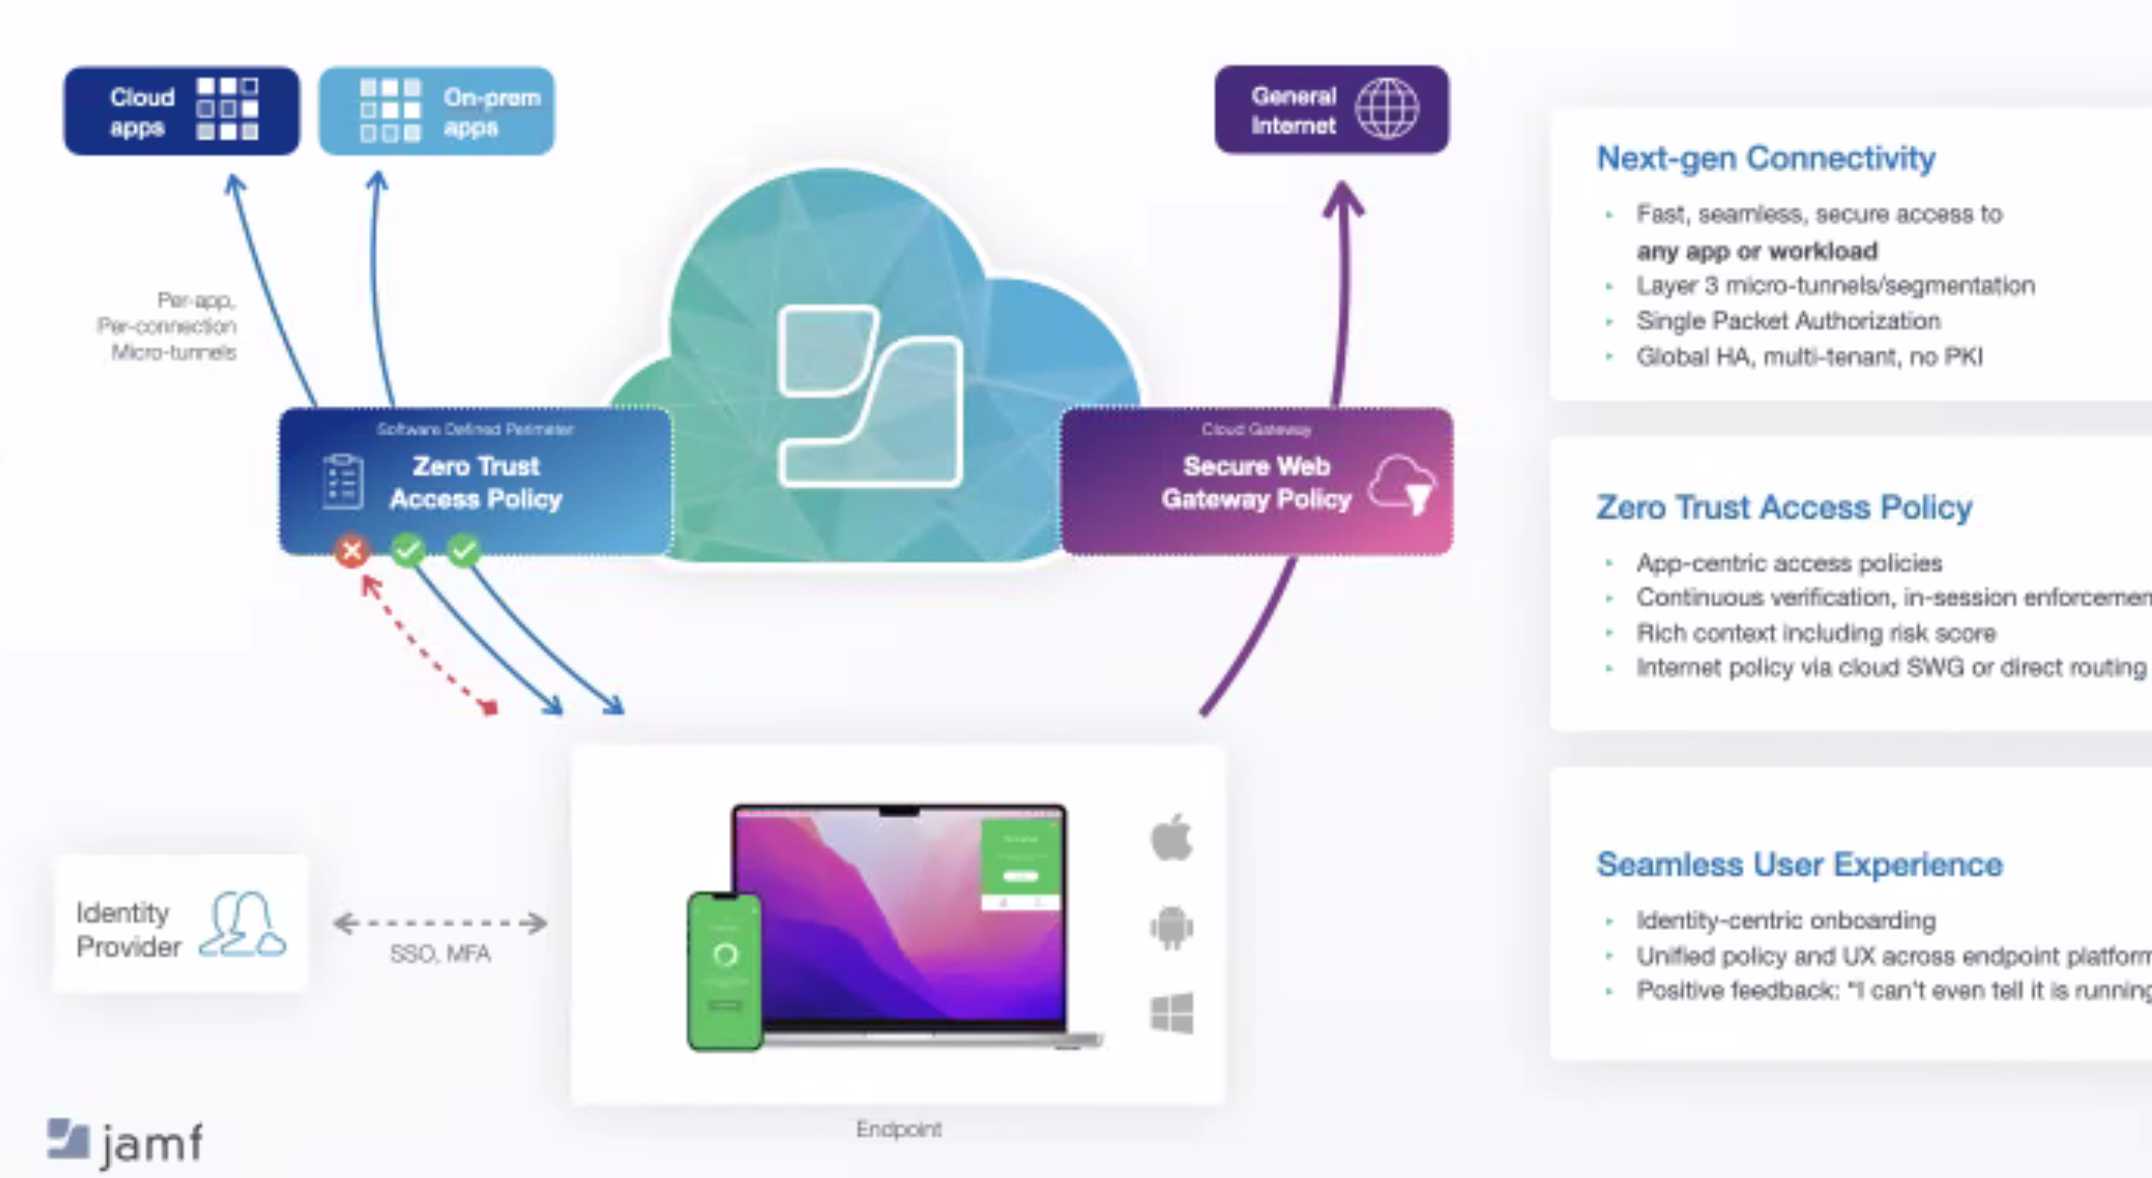 Cloud
apps
On-prem
apps
General
Internet
Per-app,
Per-connection
Micro-tunnels
Software Defined Perimeter
Zero Trust
Access Policy
Cloud Gateway
Secure Web
Gateway Policy
Identity
Provider
SSO, MFA
Endpoint
jamf
Next-gen Connectivity
Fast, seamless, secure access to
any app or workload
Layer 3 micro-tunnels/segmentation
Single Packet Authorization
Global HA, multi-tenant, no PKI
Zero Trust Access Policy
App-centric access policies
Continuous verification, in-session enforcemen
Rich context including risk score
Internet policy via cloud SWG or direct routing
Seamless User Experience
Identity-centric onboarding
Unified policy and UX across endpoint platform
Positive feedback: "I can't even tell it is running